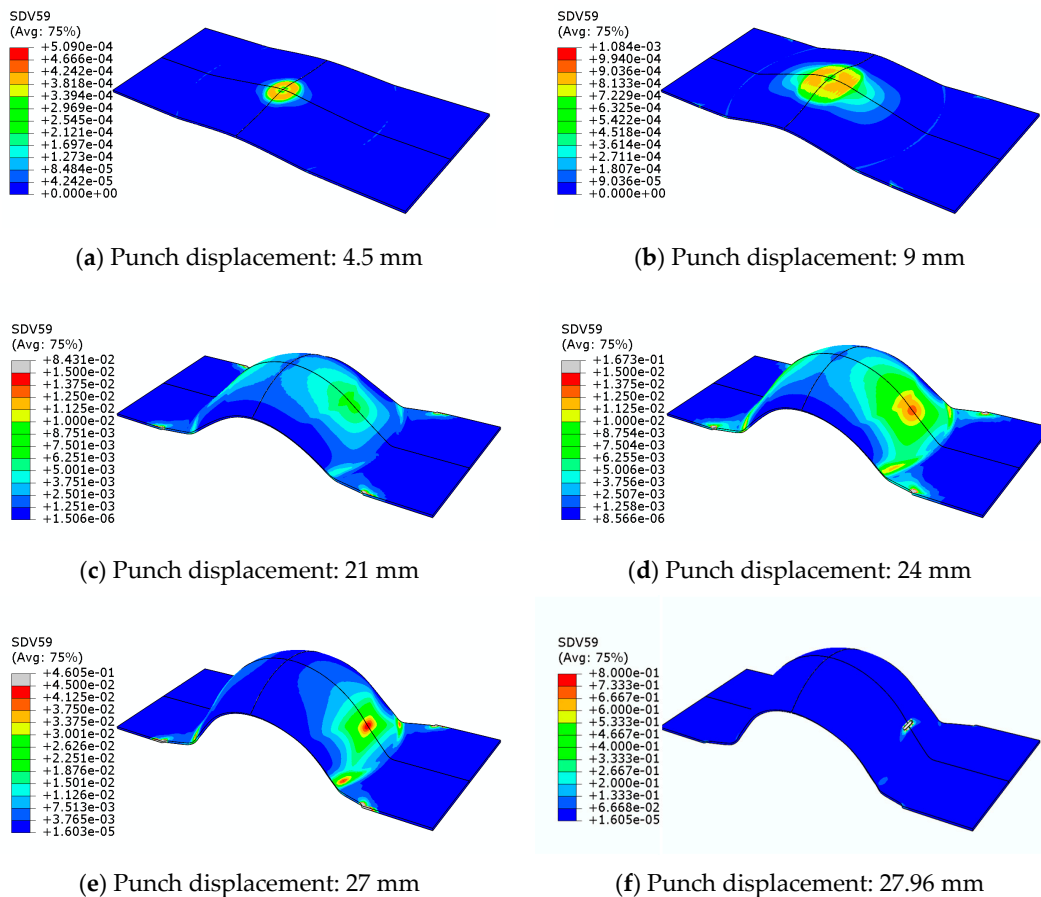 SDV59
(Avg: 75%)
+5.090e-04
+4.666e-04
+4.242e-04
+3.818e-04
+3.394e-04
+2.969e-04
+2.545e-04
+2.121e-04
+1.697e-04
+1.273e-04
+8.484e-05
+4.242e-05
+0.000e+00
(a) Punch displacement: 4.5 mm
SDV59
(Avg: 75%)
+1.084e-03
+9.940e-04
+9.036e-04
+8.133e-04
+7.229e-04
+6.325e-04
+5.422e-04
+4.518e-04
+3.614e-04
+2.711e-04
+1.807e-04
+9.036e-05
+0.000e+00
(b) Punch displacement: 9 mm
SDV59
(Avg: 75%)
+8.431e-02
+1.500e-02
+1.375e-02
+1.250e-02
+1.125e-02
+1.000e-02
+8.751e-03
+7.501e-03
+6.251e-03
+5.001e-03
+3.751e-03
+2.501e-03
+1.251e-03
+1.506e-06
(c) Punch displacement: 21 mm
SDV59
(Avg: 75%)
+1.673e-01
+1.500e-02
+1.375e-02
+1.250e-02
+1.125e-02
+1.000e-02
+8.754e-03
+7.504e-03
+6.255e-03
+5.006e-03
+3.756e-03
+2.507e-03
+1.258e-03
+8.566e-06
(d) Punch displacement: 24 mm
SDV59
(Avg: 75%)
+4.605e-01
+4.500e-02
+4.125e-02
+3.750e-02
+3.375e-02
+3.001e-02
+2.626e-02
+2.251e-02
+1.876e-02
+1.501e-02
+1.126e-02
+7.513e-03
+3.765e-03
+1.603e-05
(e) Punch displacement: 27 mm
SDV59
(Avg: 75%)
+8.000e-01
+7.333e-01
+6.667e-01
+6.000e-01
+5.333e-01
+4.667e-01
+4.000e-01
+3.333e-01
+2.667e-01
+2.000e-01
+1.333e-01
+6.668e-02
+1.605e-05
(f) Punch displacement: 27.96 mm